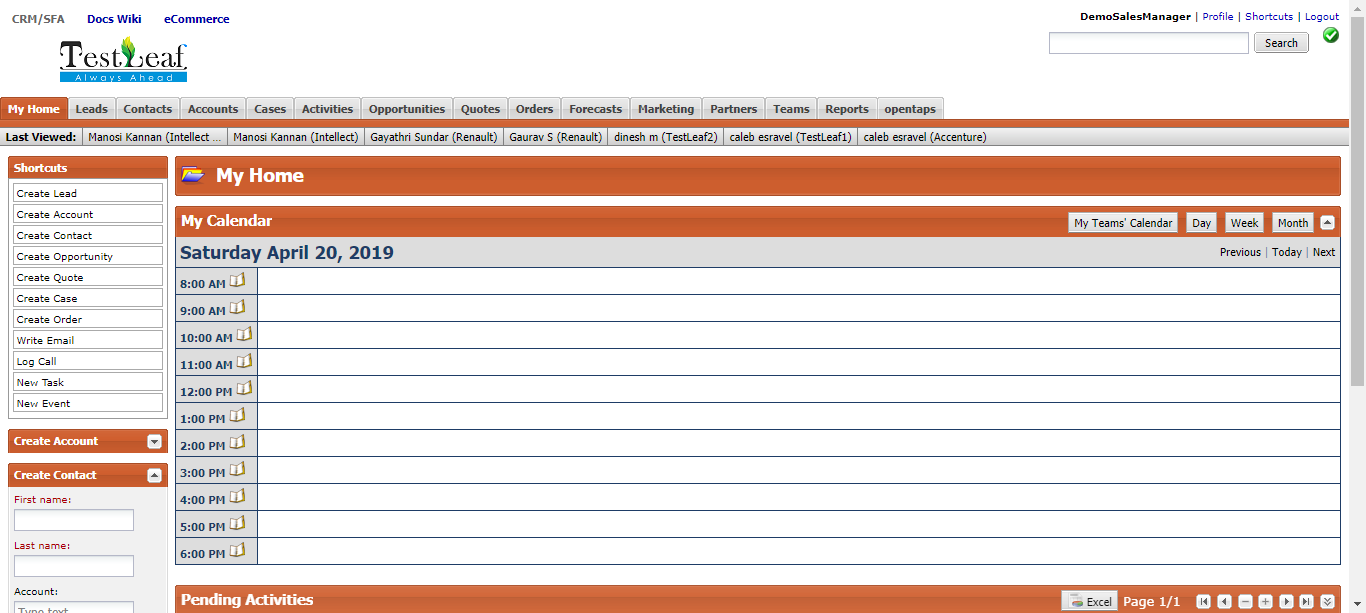 CRM/SFA Docs Wiki eCommerce
DemoSalesManager | Profile | Shortcuts | Logout
Search
TestLeaf
Always Ahead
My Home Leads Contacts Accounts Cases Activities Opportunities Quotes Orders Forecasts Marketing Partners Teams Reports opentaps
Last Viewed: Manosi Kannan (Intellect ... Manosi Kannan (Intellect) Gayathri Sundar (Renault) Gaurav S (Renault) dinesh m (TestLeaf2) caleb esravel (TestLeaf1) caleb esravel (Accenture)
Shortcuts
Create Lead
Create Account
Create Contact
Create Opportunity
Create Quote
Create Case
Create Order
Write Email
Log Call
New Task
New Event
Create Account
Create Contact
First name:
Last name:
Account:
Type text
My Home
My Calendar
My Teams' Calendar Day Week Month
Saturday April 20, 2019
Previous | Today | Next
8:00 AM
9:00 AM
10:00 AM
11:00 AM
12:00 PM
1:00 PM
2:00 PM
3:00 PM
4:00 PM
5:00 PM
6:00 PM
Pending Activities
Excel Page 1/1